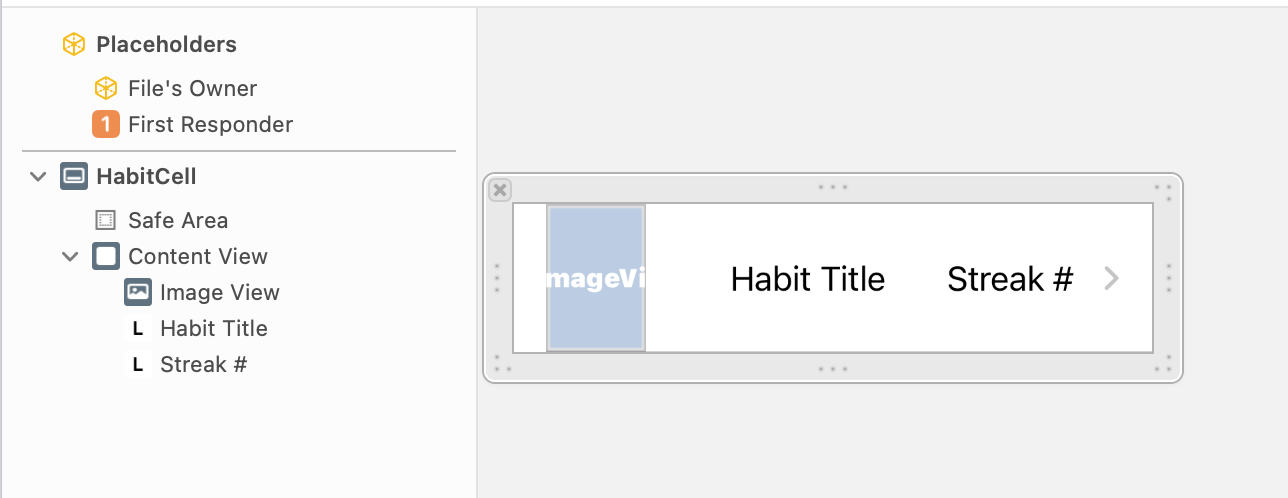 Placeholders
File's Owner
1 First Responder
HabitCell
Safe Area
Content View
Image View
L Habit Title
L Streak #
mageVi
Habit Title
Streak #